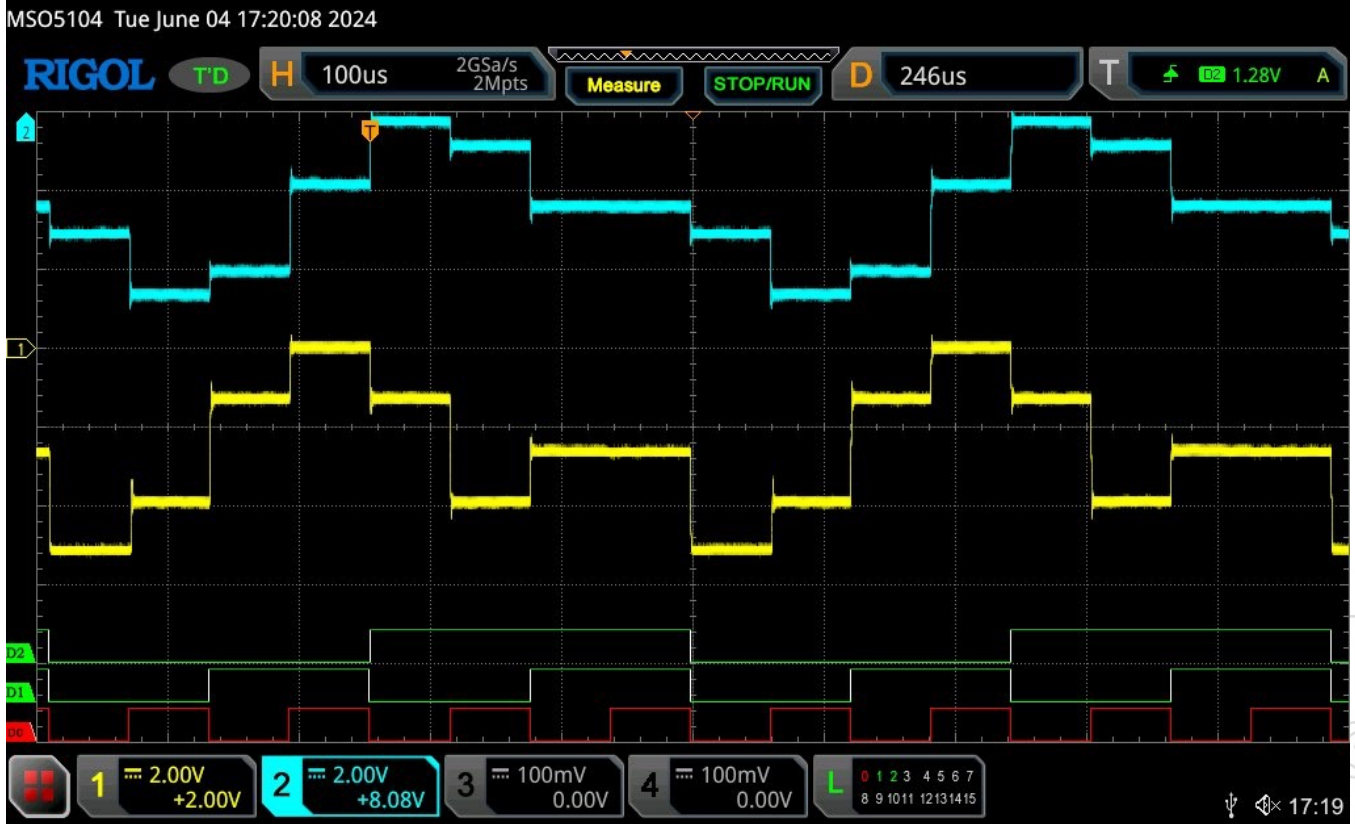 MSO5104 Tue June 04 17:20:08 2024
RIGOL T'D H 100us 2GSa/s 2Mpts Measure STOP/RUN D 246us T D2 1.28V A
2
T
1
D2
D1
D0
1 2.00V +2.00V 2 2.00V +8.08V 3 100mV 0.00V 4 100mV 0.00V L 0 1 2 3 4 5 6 7
8 9 10 11 12 13 14 15
17:19